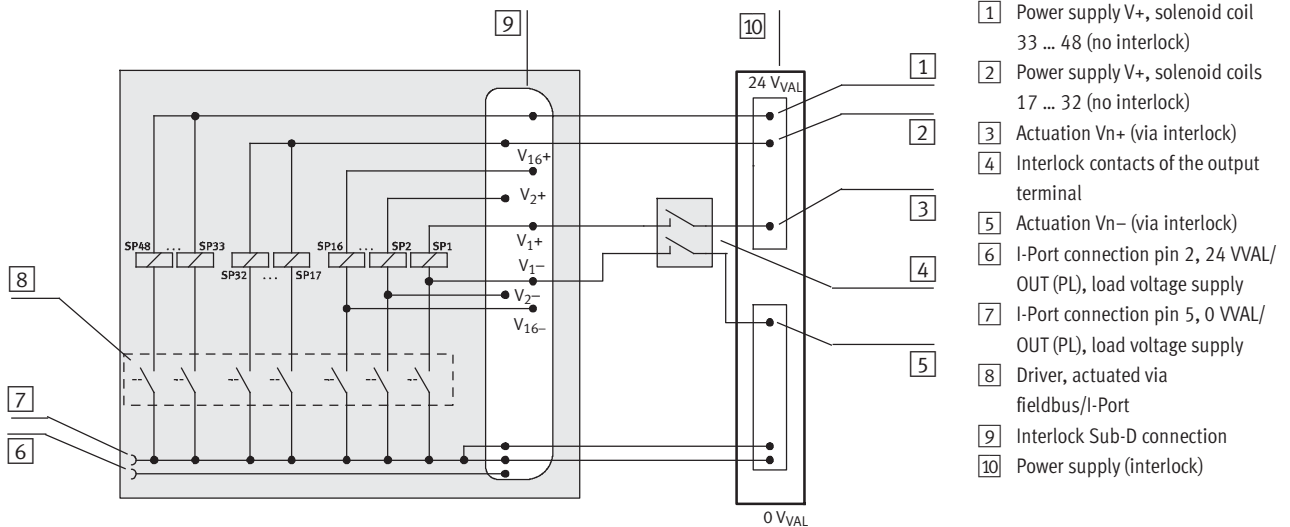 9
10
24 VVAL
1
2
V16+
V2+
3
V1+
SP48 ... SP33
SP16 ... SP2 SP1
SP32 ... SP17
V1–
4
8
V2–
V16–
5
7
6
0 VVAL
1 Power supply V+, solenoid coil
33 ... 48 (no interlock)
2 Power supply V+, solenoid coils
17 ... 32 (no interlock)
3 Actuation Vn+ (via interlock)
4 Interlock contacts of the output
terminal
5 Actuation Vn– (via interlock)
6 I-Port connection pin 2, 24 VVAL/
OUT (PL), load voltage supply
7 I-Port connection pin 5, 0 VVAL/
OUT (PL), load voltage supply
8 Driver, actuated via
fieldbus/I-Port
9 Interlock Sub-D connection
10 Power supply (interlock)